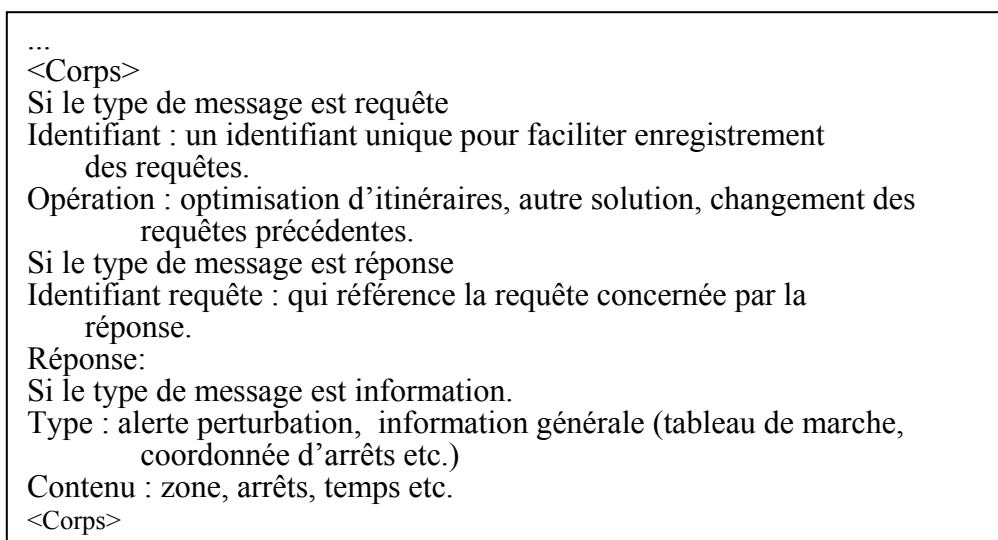 ...
<Corps>
Si le type de message est requête
Identifiant : un identifiant unique pour faciliter enregistrement
des requêtes.
Opération : optimisation d'itinéraires, autre solution, changement des
requêtes précédentes.
Si le type de message est réponse
Identifiant requête : qui référence la requête concernée par la
réponse.
Réponse:
Si le type de message est information.
Type : alerte perturbation,  information générale (tableau de marche,
coordonnée d'arrêts etc.)
Contenu : zone, arrêts, temps etc.
<Corps>